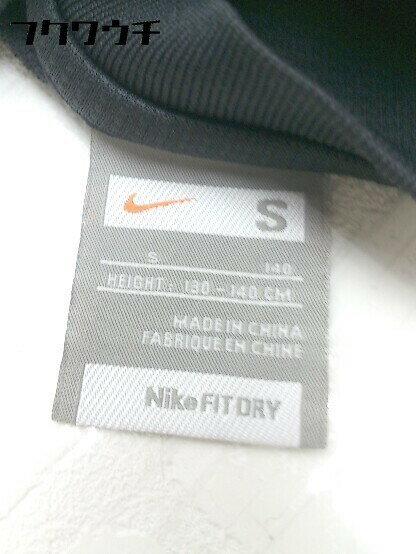 フクワウチ
S
S 140
HEIGHT: 130-140 CM
MADE IN CHINA
FABRIQUE EN CHINE
Nike FIT DRY